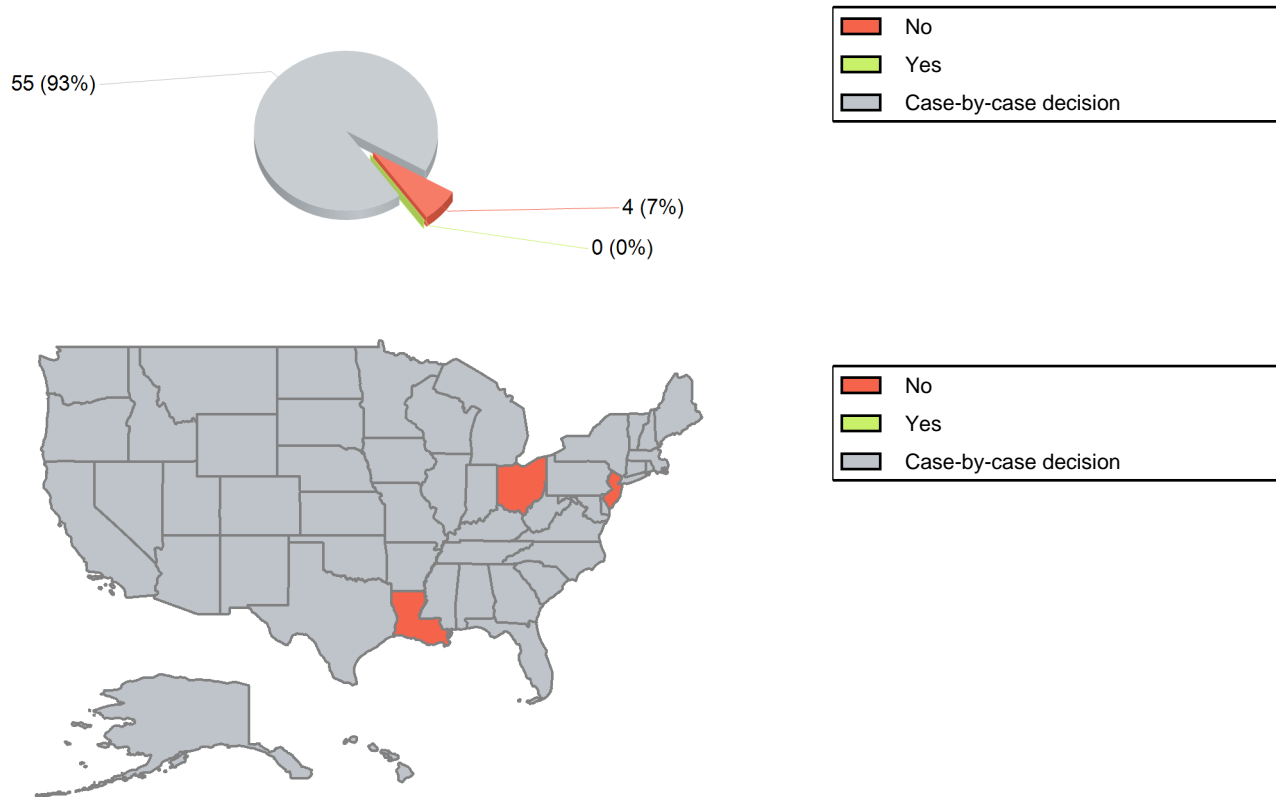 No
Yes
55 (93%)
Case-by-case decision
4 (7%)
0 (0%)
No
Yes
Case-by-case decision